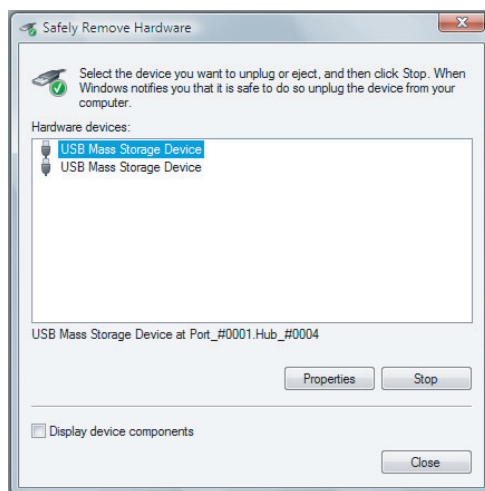 Safely Remove Hardware
Select the device you want to unplug or eject, and then click Stop. When
Windows notifies you that it is safe to do so unplug the device from your
computer.
Hardware devices:
USB Mass Storage Device
USB Mass Storage Device
USB Mass Storage Device at Port_#0001.Hub_#0004
Properties Stop
Display device components
Close